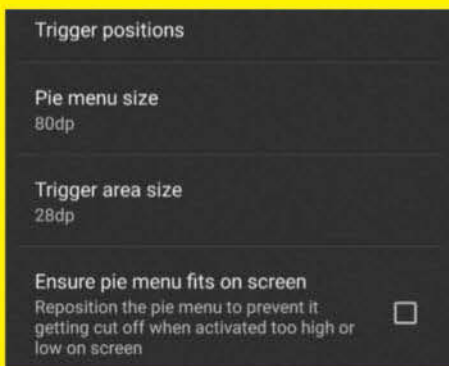 Trigger positions
Pie menu size
80dp
Trigger area size
28dp
Ensure pie menu fits on screen
Reposition the pie menu to prevent it
getting cut off when activated too high or
low on screen